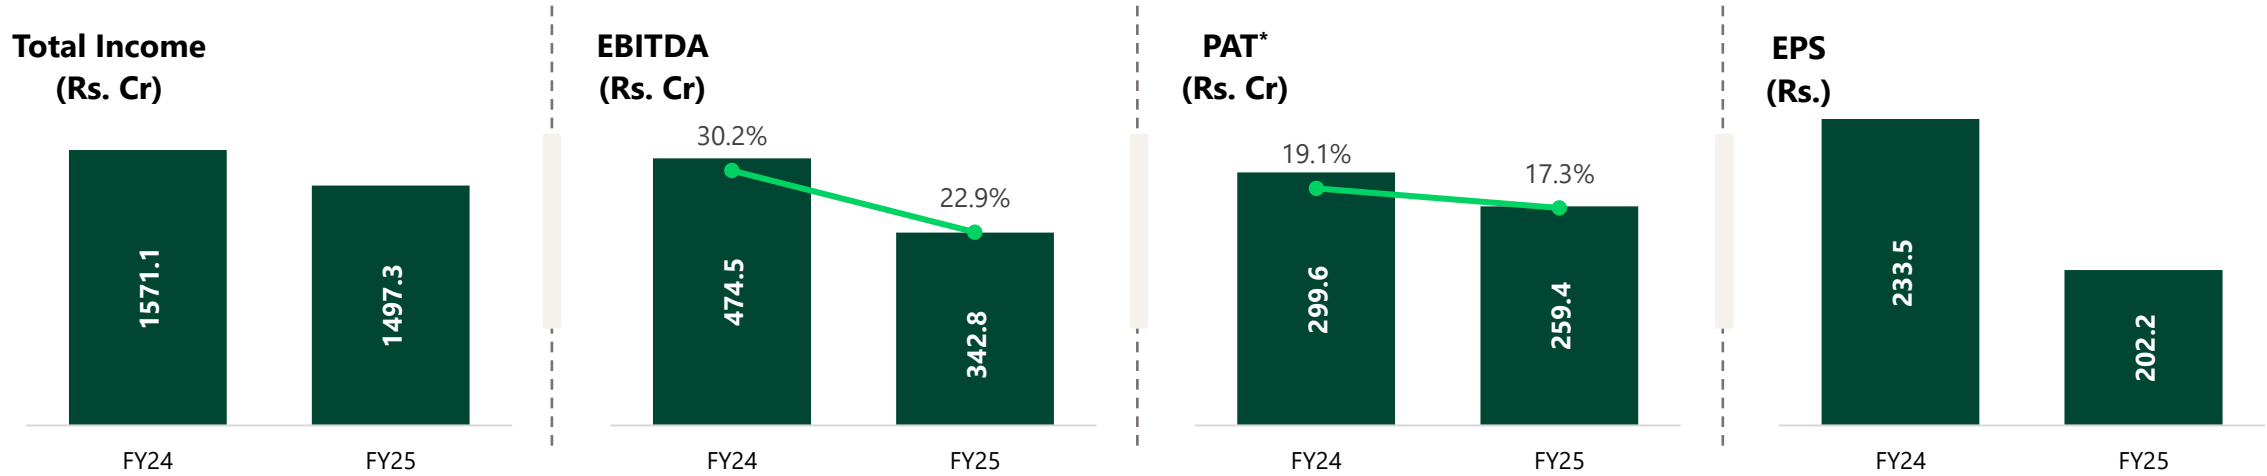 Total Income
(Rs. Cr)
1571.1
1497.3
FY24
FY25
EBITDA
(Rs. Cr)
30.2%
22.9%
474.5
342.8
FY24
FY25
PAT*
(Rs. Cr)
19.1%
17.3%
299.6
259.4
FY24
FY25
EPS
(Rs.)
233.5
202.2
FY24
FY25